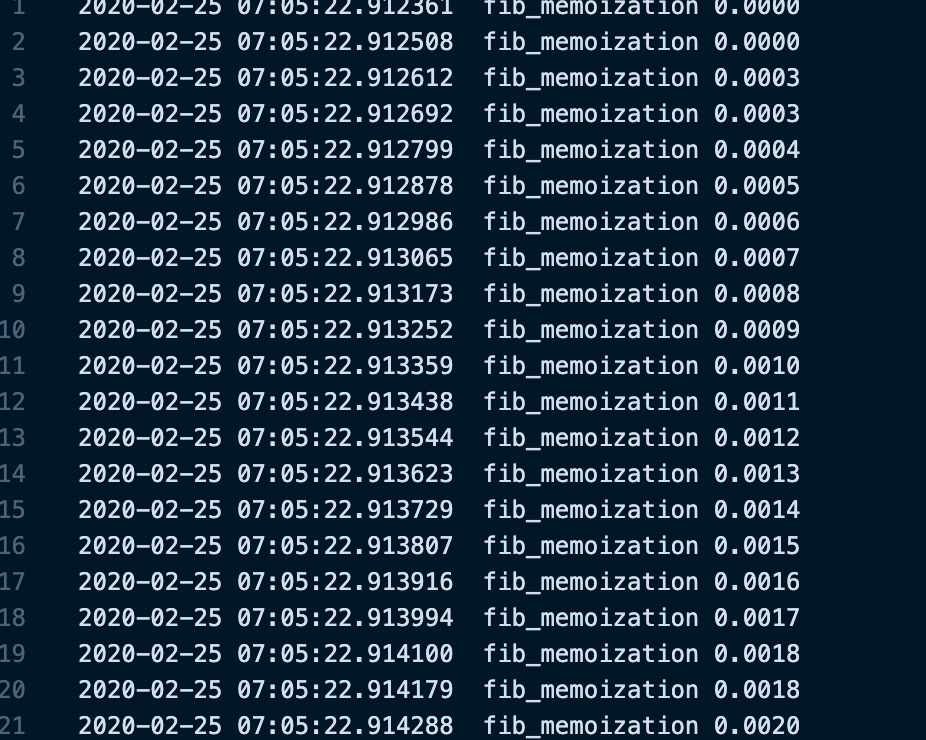 1 2020-02-25 07:05:22.912361 fib_memoization 0.0000
2 2020-02-25 07:05:22.912508 fib_memoization 0.0000
3 2020-02-25 07:05:22.912612 fib_memoization 0.0003
4 2020-02-25 07:05:22.912692 fib_memoization 0.0003
5 2020-02-25 07:05:22.912799 fib_memoization 0.0004
6 2020-02-25 07:05:22.912878 fib_memoization 0.0005
7 2020-02-25 07:05:22.912986 fib_memoization 0.0006
8 2020-02-25 07:05:22.913065 fib_memoization 0.0007
9 2020-02-25 07:05:22.913173 fib_memoization 0.0008
10 2020-02-25 07:05:22.913252 fib_memoization 0.0009
11 2020-02-25 07:05:22.913359 fib_memoization 0.0010
12 2020-02-25 07:05:22.913438 fib_memoization 0.0011
13 2020-02-25 07:05:22.913544 fib_memoization 0.0012
14 2020-02-25 07:05:22.913623 fib_memoization 0.0013
15 2020-02-25 07:05:22.913729 fib_memoization 0.0014
16 2020-02-25 07:05:22.913807 fib_memoization 0.0015
17 2020-02-25 07:05:22.913916 fib_memoization 0.0016
18 2020-02-25 07:05:22.913994 fib_memoization 0.0017
19 2020-02-25 07:05:22.914100 fib_memoization 0.0018
20 2020-02-25 07:05:22.914179 fib_memoization 0.0018
21 2020-02-25 07:05:22.914288 fib_memoization 0.0020